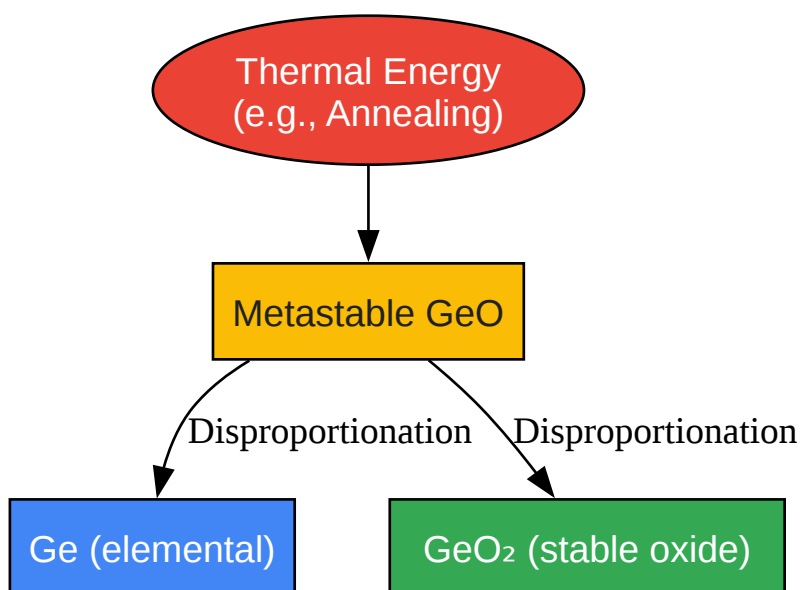 Thermal Energy
(e.g., Annealing)
Metastable GeO
Disproportionation
Disproportionation
Ge (elemental)
GeO₂ (stable oxide)